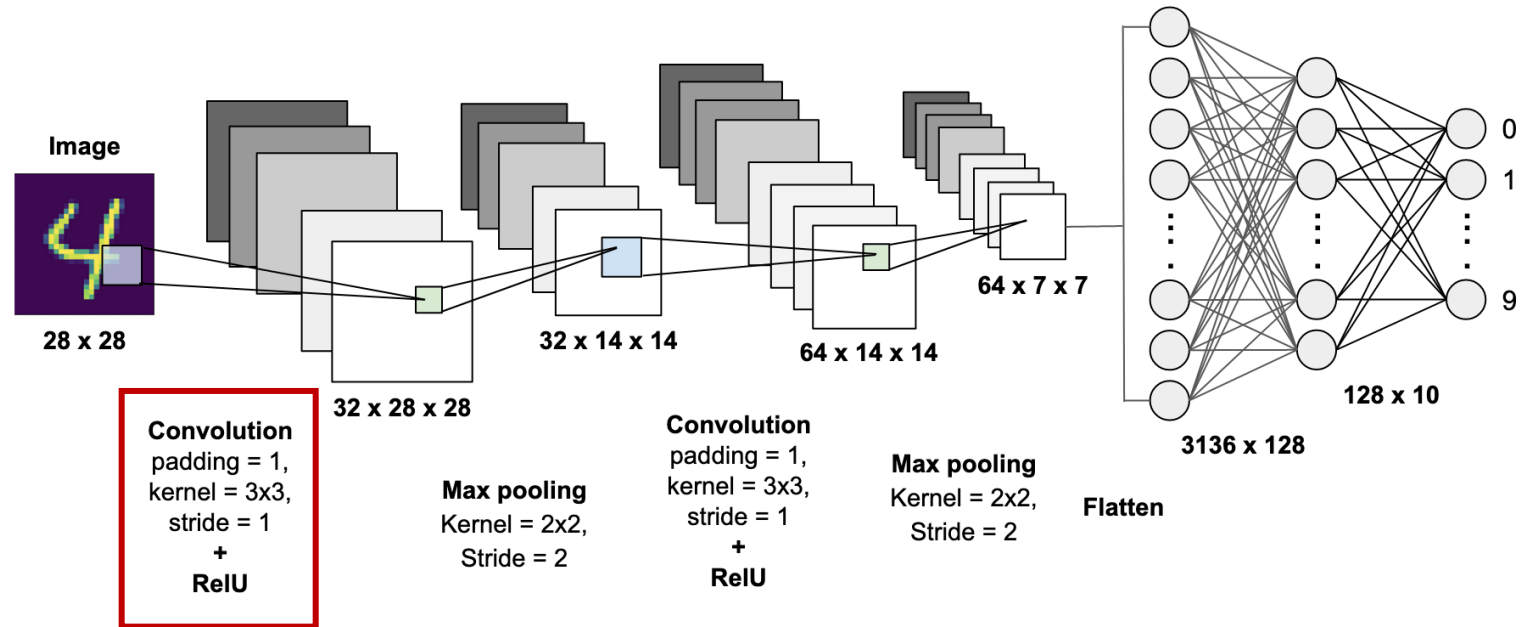 Image
28 x 28
Convolution
padding = 1,
kernel = 3x3,
stride = 1
+
RelU
32 x 28 x 28
Max pooling
Kernel = 2x2,
Stride = 2
32 x 14 x 14
Convolution
padding = 1,
kernel = 3x3,
stride = 1
+
RelU
64 x 14 x 14
Max pooling
Kernel = 2x2,
Stride = 2
64 x 7 x 7
Flatten
3136 x 128
128 x 10
0
1
9
4